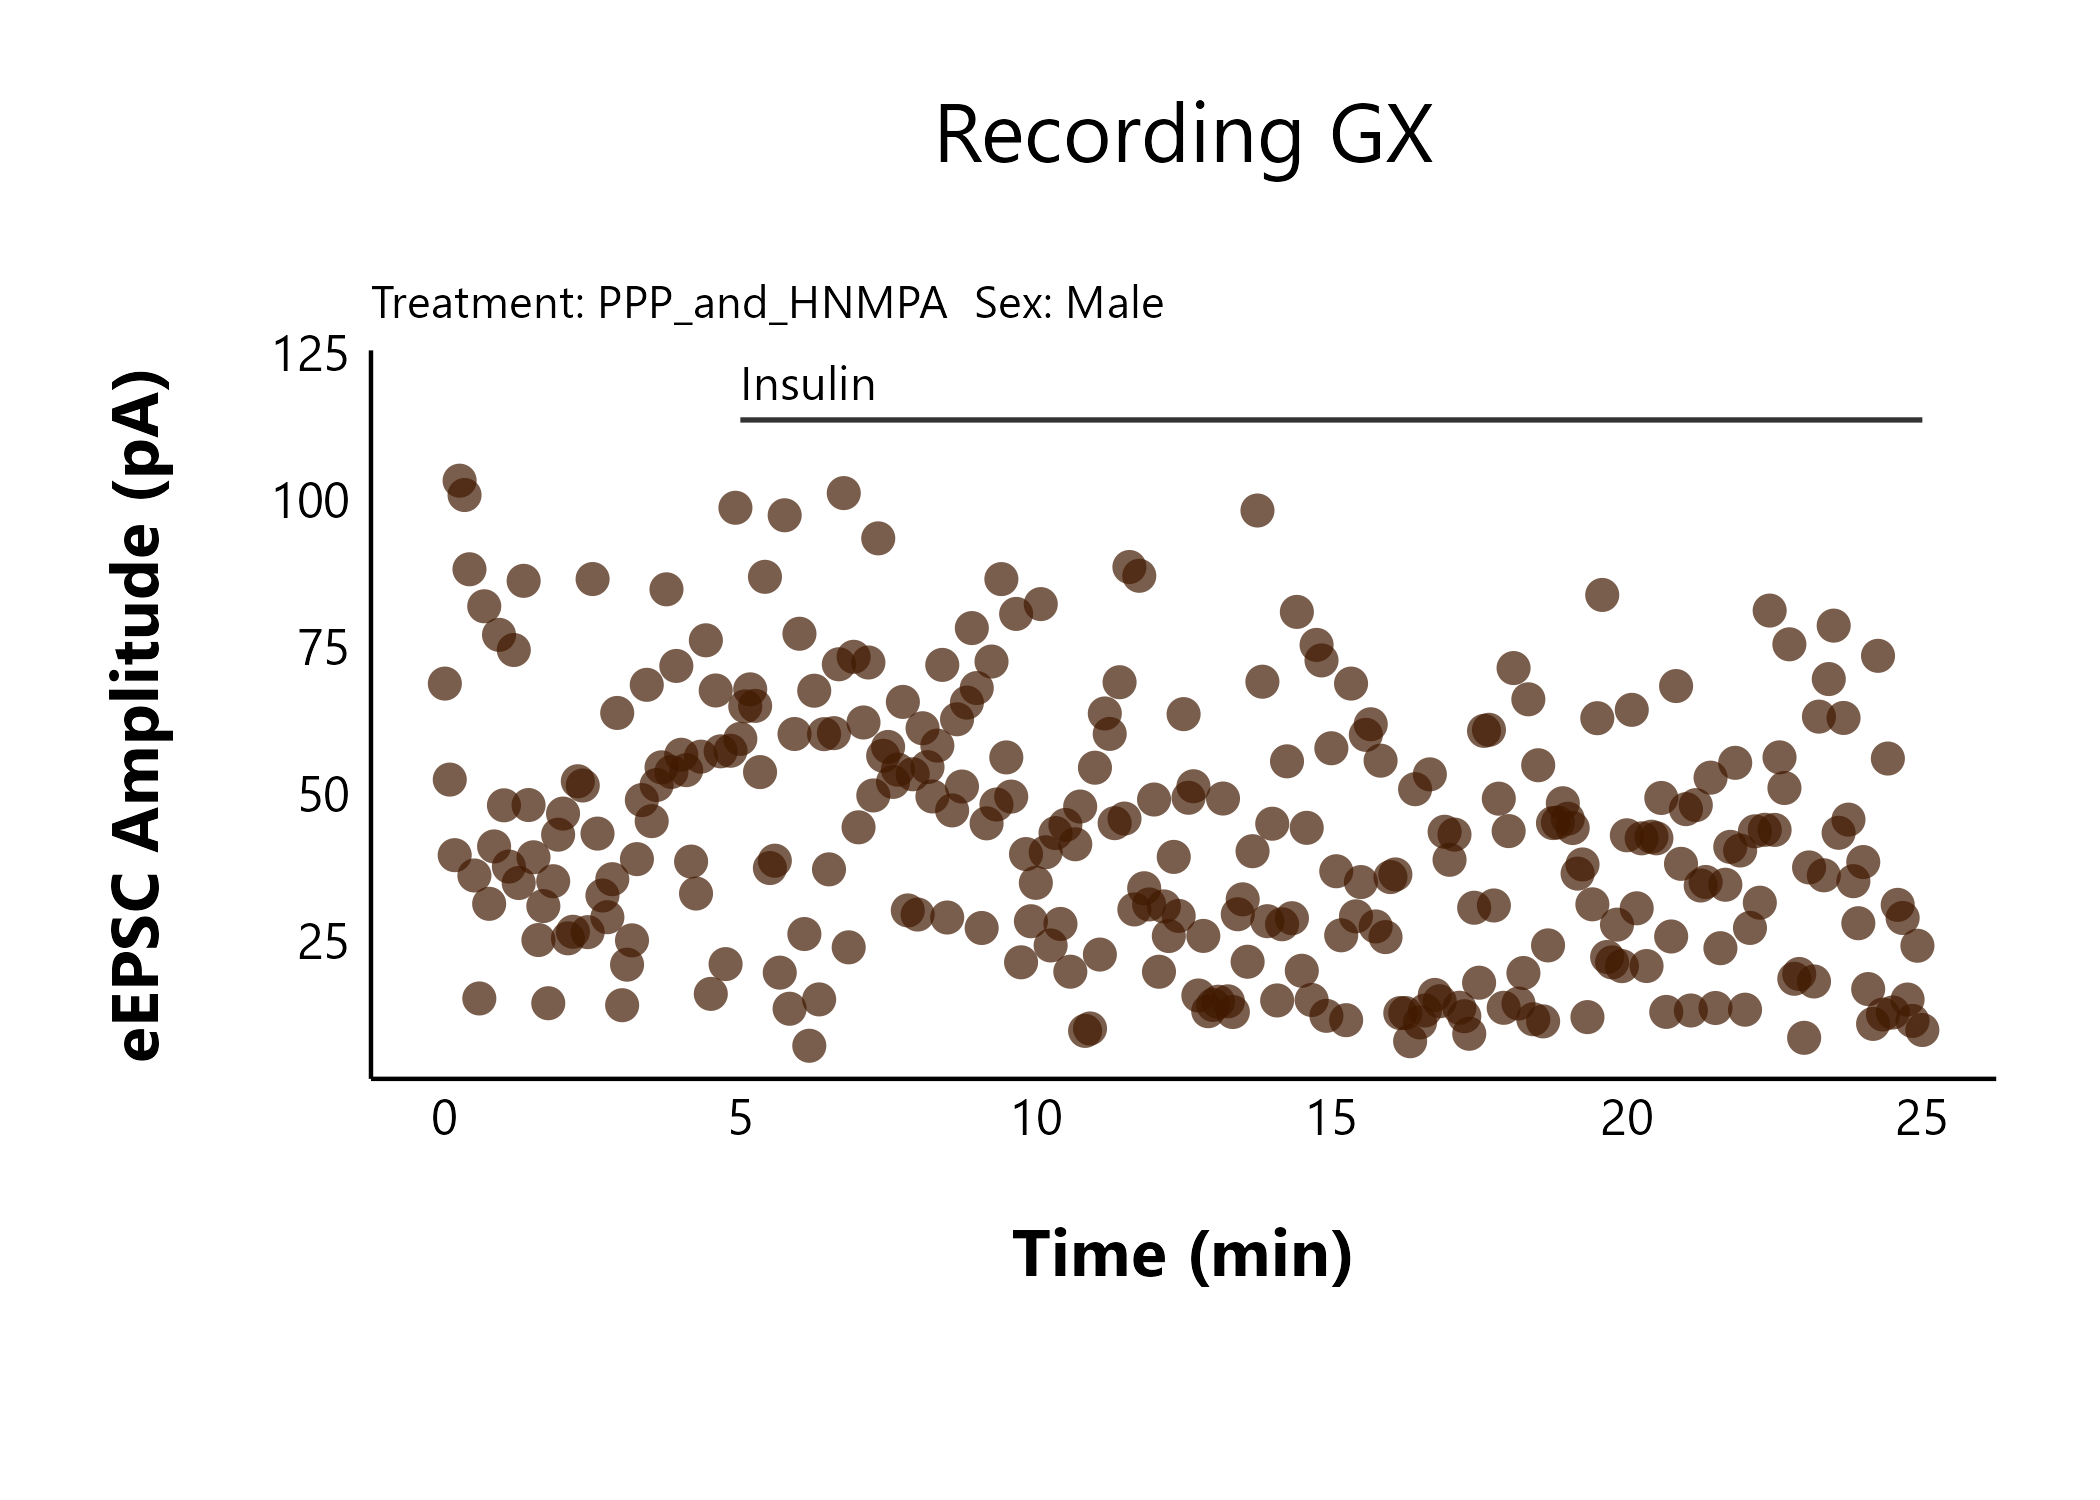 Recording GX
Treatment: PPP_and_HNMPA  Sex: Male
Insulin
eEPSC Amplitude (pA)
125
100
75
50
25
0 5 10 15 20 25
Time (min)